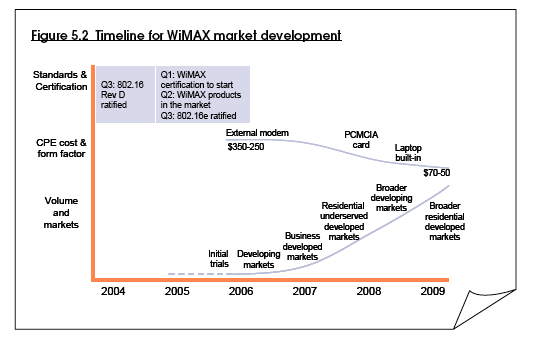 Figure 5.2 Timeline for WiMAX market development
Standards &
Certification
Q3: 802.16
Rev D
ratified
Q1: WiMAX
certification to start
Q2: WiMAX products
in the market
Q3: 802.16e ratified
CPE cost &
form factor
External modem
$350-250
PCMCIA
card
Laptop
built-in
$70-50
Volume
and
markets
Initial
trials
Developing
markets
Business
developed
markets
Residential
underserved
developed
markets
Broader
developing
markets
Broader
residential
developed
markets
2004 2005 2006 2007 2008 2009